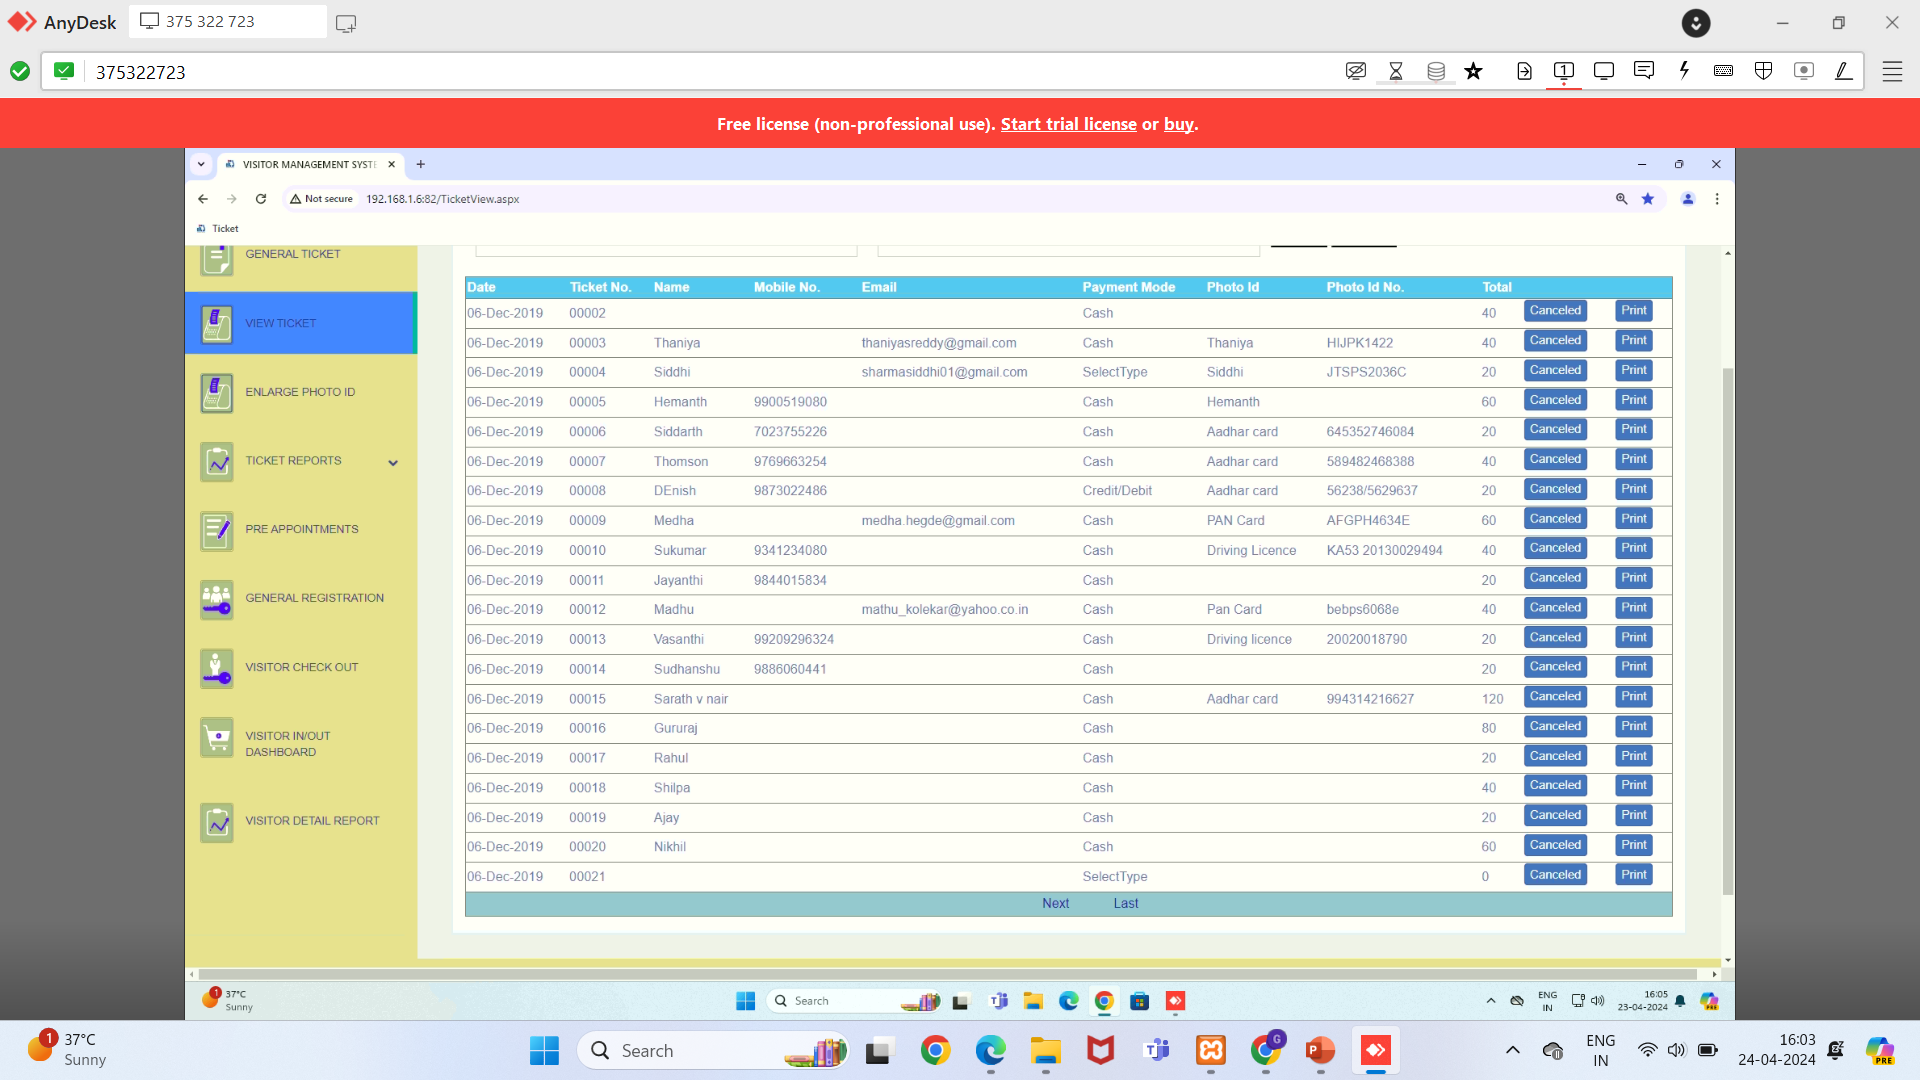 AnyDesk 375 322 723
375322723 1
Free license (non-professional use). Start trial license or buy.
VISITOR MANAGEMENT SYSTE
Not secure 192.168.1.6:82/TicketView.aspx
Ticket
GENERAL TICKET
VIEW TICKET
ENLARGE PHOTO ID
TICKET REPORTS
PRE APPOINTMENTS
GENERAL REGISTRATION
VISITOR CHECK OUT
VISITOR IN/OUT
DASHBOARD
VISITOR DETAIL REPORT
Date Ticket No. Name Mobile No. Email Payment Mode Photo Id Photo Id No. Total
06-Dec-2019 00002 Cash 40 Canceled Print
06-Dec-2019 00003 Thaniya thaniyasreddy@gmail.com Cash Thaniya HIJPK1422 40 Canceled Print
06-Dec-2019 00004 Siddhi sharmasiddhi01@gmail.com SelectType Siddhi JTSPS2036C 20 Canceled Print
06-Dec-2019 00005 Hemanth 9900519080 Cash Hemanth 60 Canceled Print
06-Dec-2019 00006 Siddarth 7023755226 Cash Aadhar card 645352746084 20 Canceled Print
06-Dec-2019 00007 Thomson 9769663254 Cash Aadhar card 589482468388 40 Canceled Print
06-Dec-2019 00008 DEnish 9873022486 Credit/Debit Aadhar card 56238/5629637 20 Canceled Print
06-Dec-2019 00009 Medha medha.hegde@gmail.com Cash PAN Card AFGPH4634E 60 Canceled Print
06-Dec-2019 00010 Sukumar 9341234080 Cash Driving Licence KA53 20130029494 40 Canceled Print
06-Dec-2019 00011 Jayanthi 9844015834 Cash 20 Canceled Print
06-Dec-2019 00012 Madhu mathu_kolekar@yahoo.co.in Cash Pan Card bebps6068e 40 Canceled Print
06-Dec-2019 00013 Vasanthi 99209296324 Cash Driving licence 20020018790 20 Canceled Print
06-Dec-2019 00014 Sudhanshu 9886060441 Cash 20 Canceled Print
06-Dec-2019 00015 Sarath v nair Cash Aadhar card 994314216627 120 Canceled Print
06-Dec-2019 00016 Gururaj Cash 80 Canceled Print
06-Dec-2019 00017 Rahul Cash 20 Canceled Print
06-Dec-2019 00018 Shilpa Cash 40 Canceled Print
06-Dec-2019 00019 Ajay Cash 20 Canceled Print
06-Dec-2019 00020 Nikhil Cash 60 Canceled Print
06-Dec-2019 00021 SelectType 0 Canceled Print
Next Last
1 37°C
Sunny
Search
ENG
IN
16:05
23-04-2024
1 37°C
Sunny
Search
ENG
IN
16:03
24-04-2024
PRE